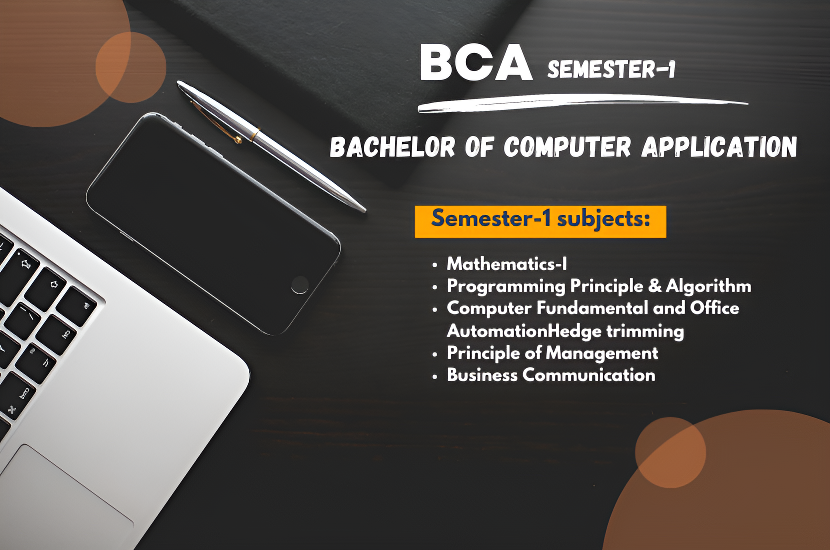 BCA SEMESTER-1
BACHELOR OF COMPUTER APPLICATION
Semester-1 subjects:
• Mathematics-I
• Programming Principle & Algorithm
• Computer Fundamental and Office
AutomationHedge trimming
• Principle of Management
• Business Communication